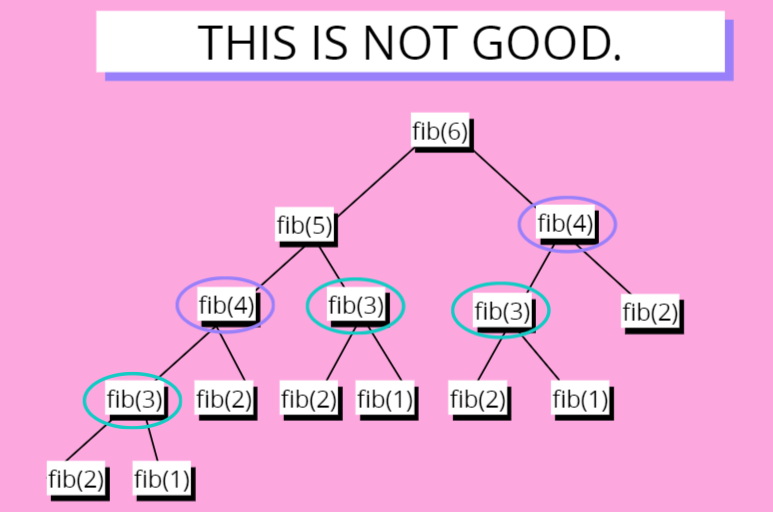 THIS IS NOT GOOD.
fib(6)
fib(5)
fib(4)
fib(4)
fib(3)
fib(3)
fib(2)
fib(3)
fib(2)
fib(2)
fib(1)
fib(2)
fib(1)
fib(2)
fib(1)